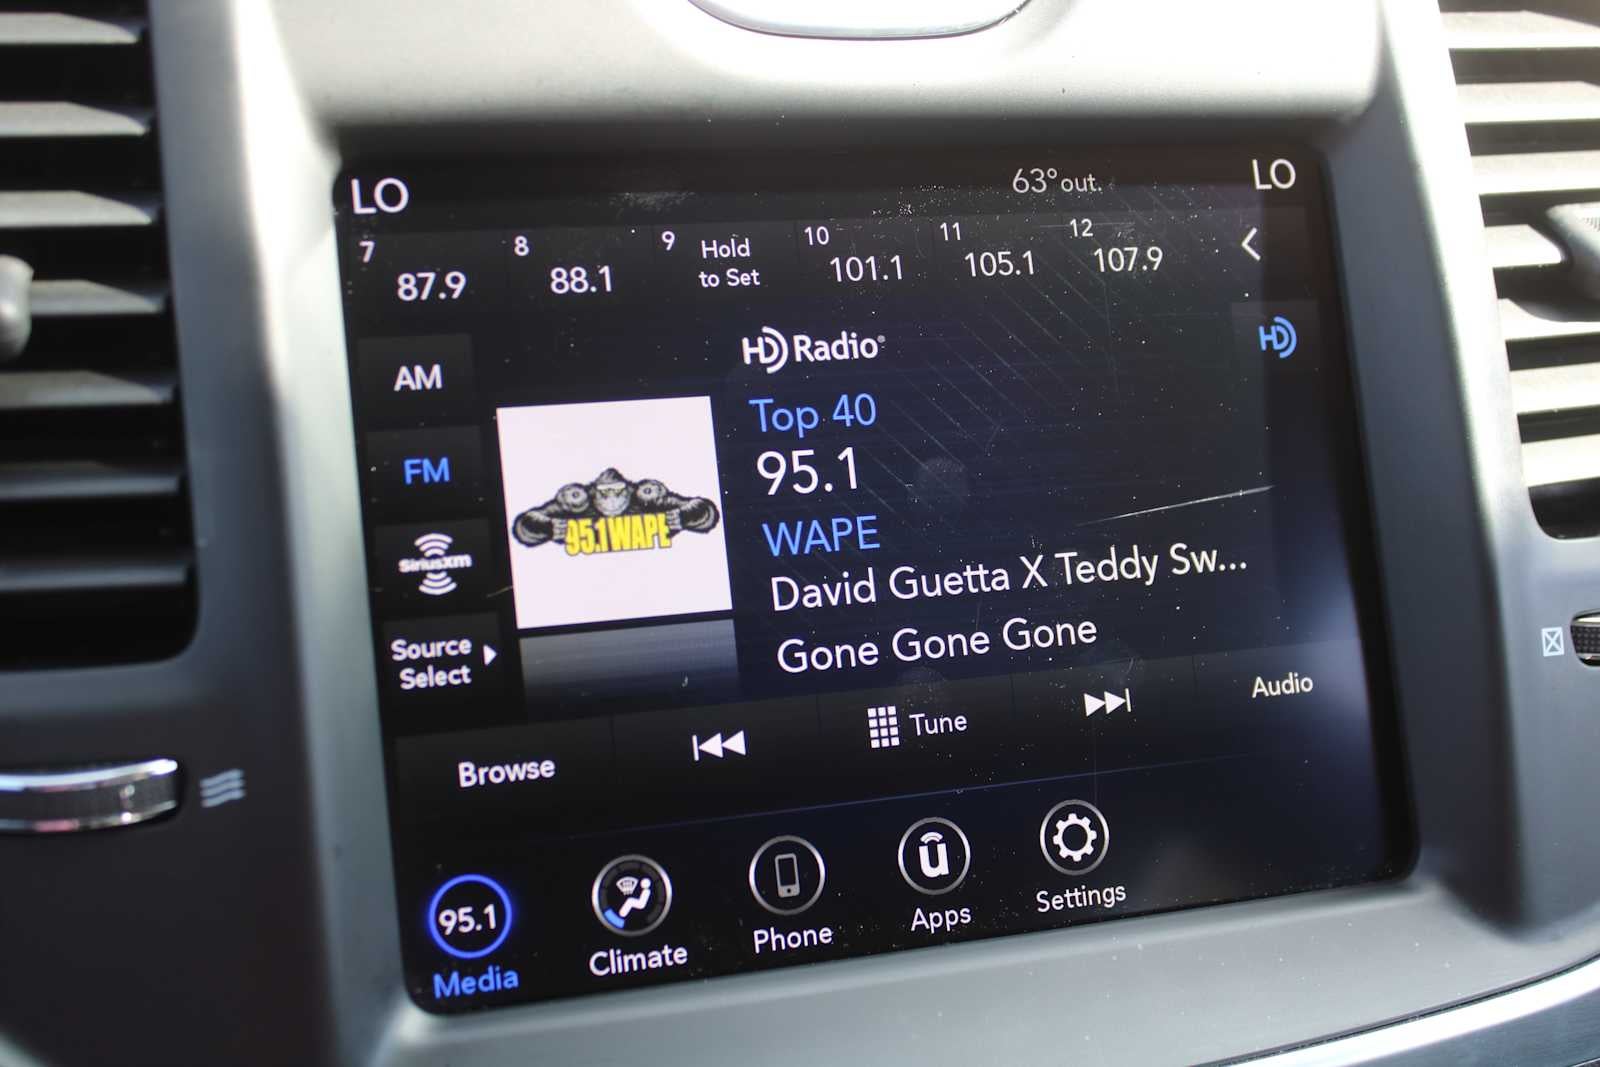 LO
63° out.
LO
7
87.9
8
88.1
9
Hold
to Set
10
101.1
11
105.1
12
107.9
HD Radio®
HD
AM
FM
SiriusXM
Source
Select
95.1 WAPE
Top 40
95.1
WAPE
David Guetta X Teddy Sw...
Gone Gone Gone
Browse
Tune
Audio
95.1
Media
Climate
Phone
u
Apps
Settings